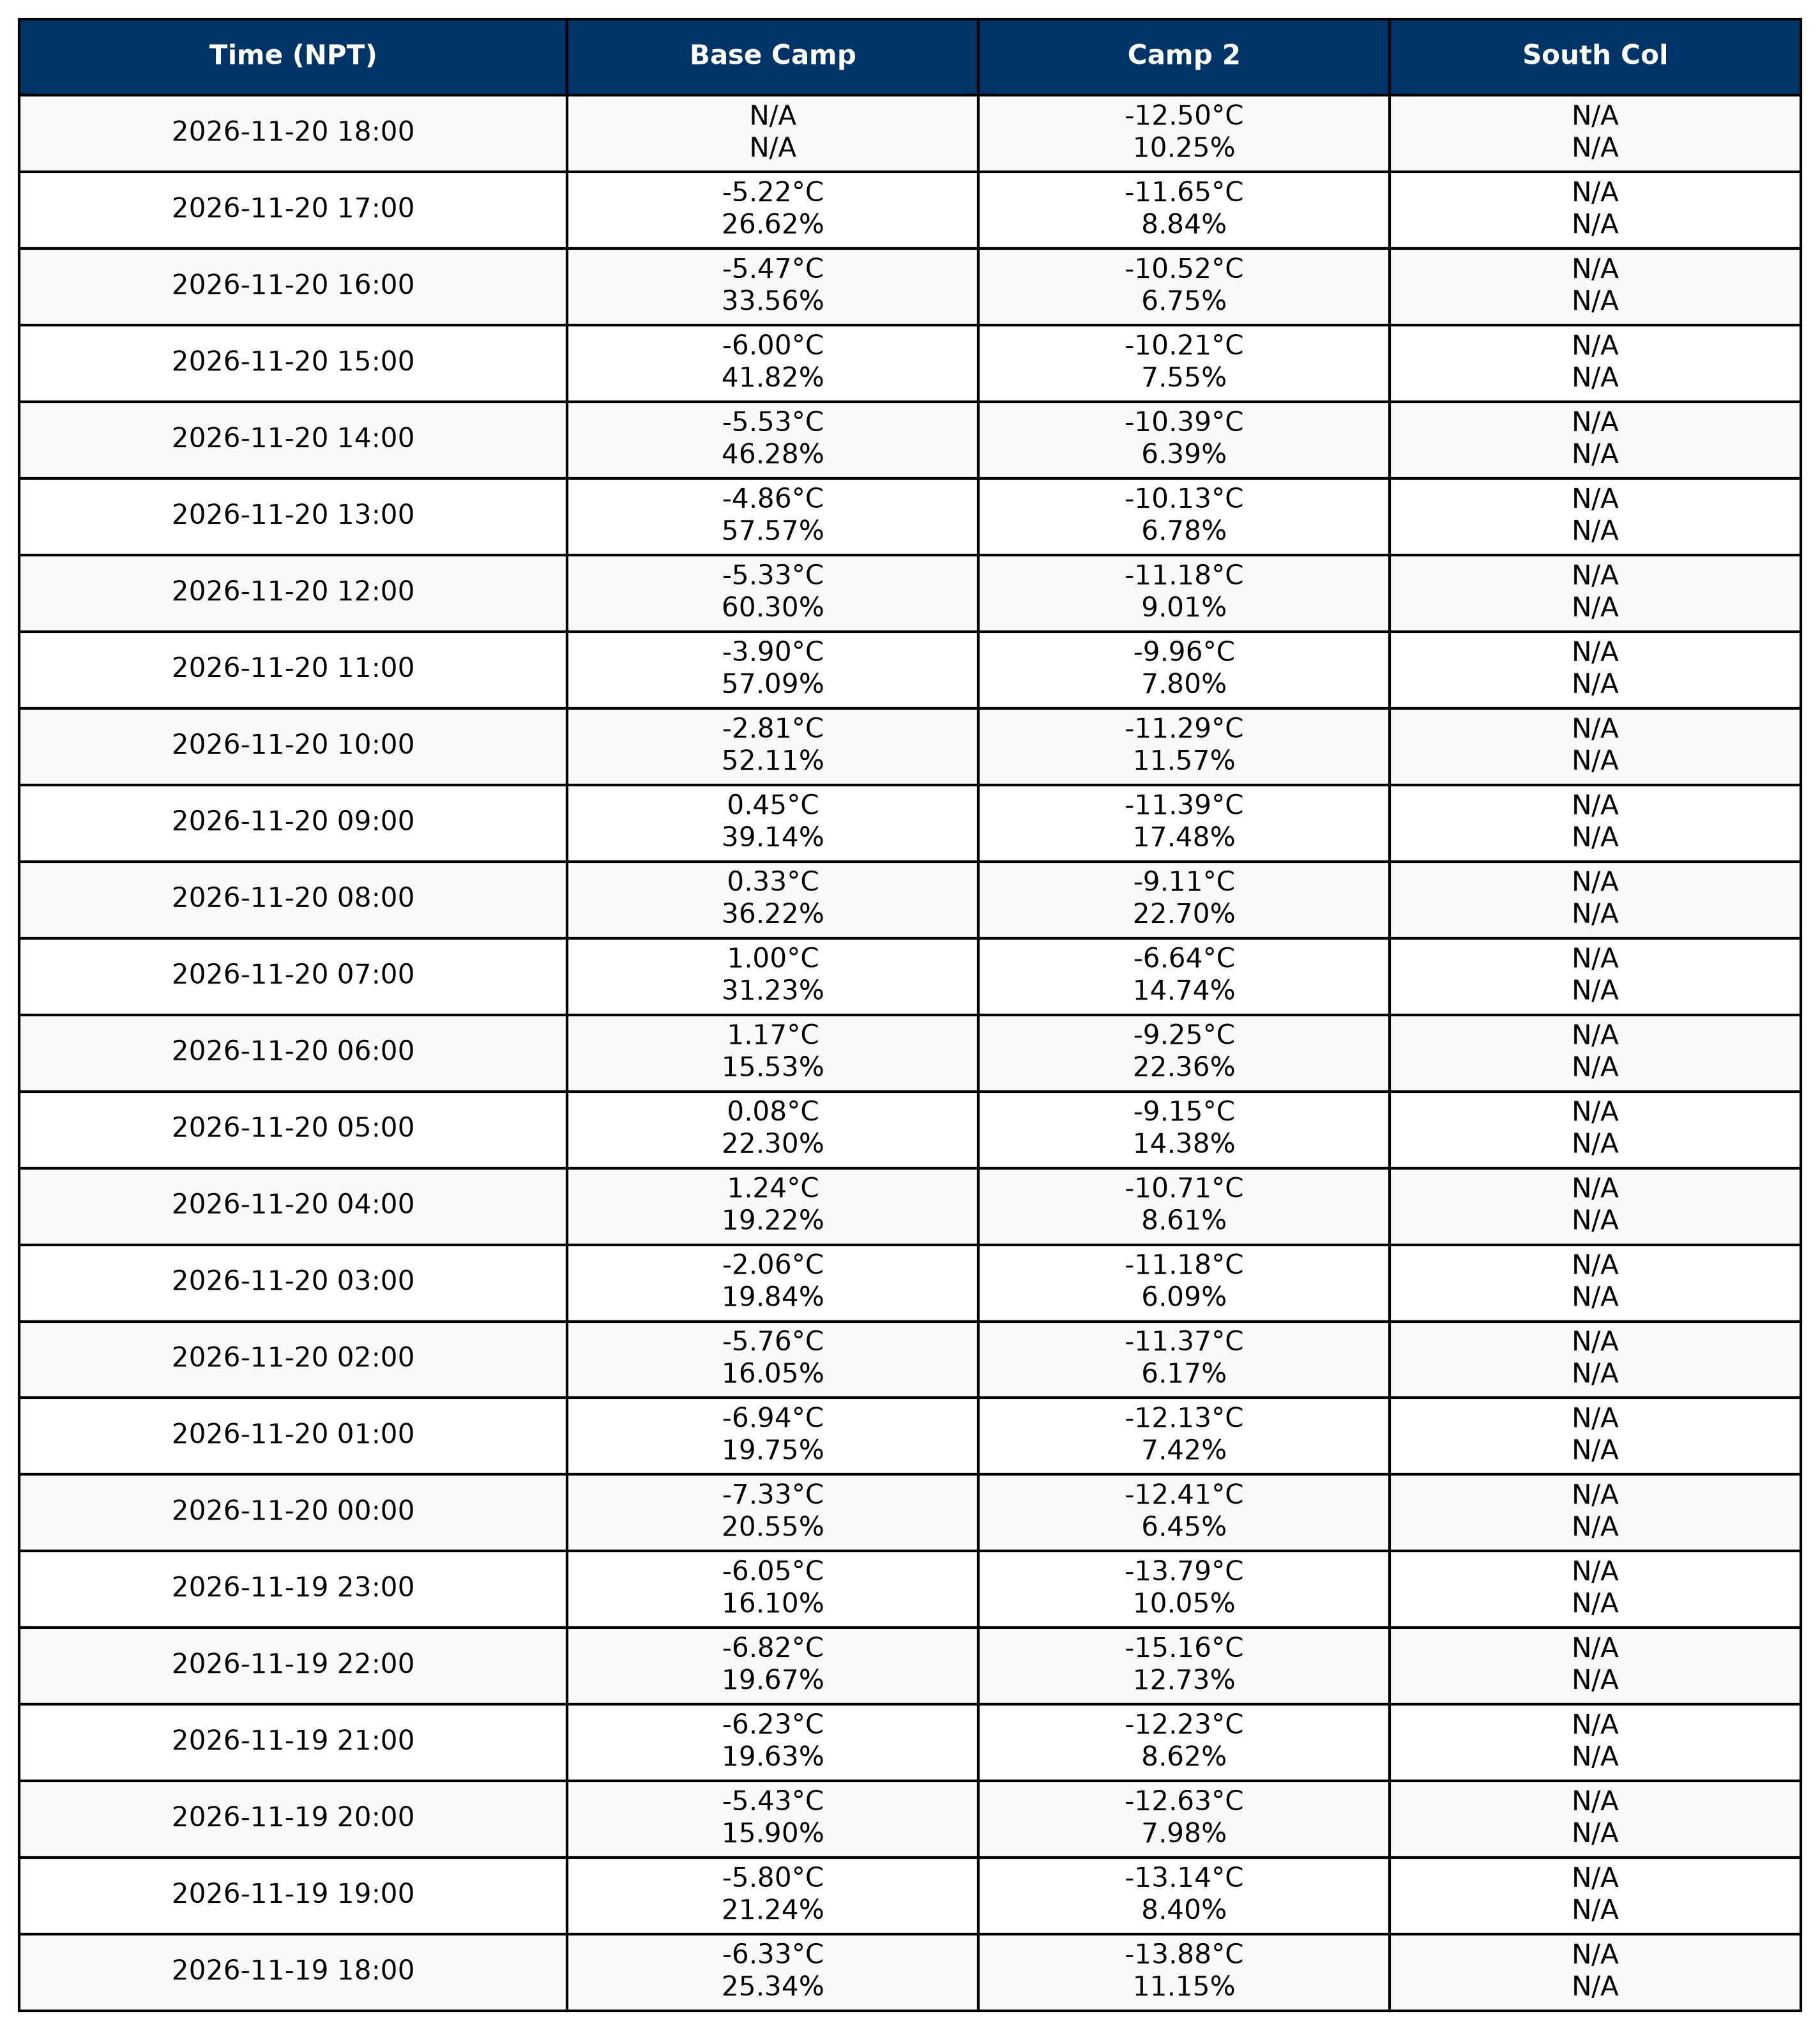 Time (NPT) Base Camp Camp 2 South Col
2026-11-20 18:00 N/A -12.50°C N/A
N/A 10.25% N/A
2026-11-20 17:00 -5.22°C -11.65°C N/A
26.62% 8.84% N/A
2026-11-20 16:00 -5.47°C -10.52°C N/A
33.56% 6.75% N/A
2026-11-20 15:00 -6.00°C -10.21°C N/A
41.82% 7.55% N/A
2026-11-20 14:00 -5.53°C -10.39°C N/A
46.28% 6.39% N/A
2026-11-20 13:00 -4.86°C -10.13°C N/A
57.57% 6.78% N/A
2026-11-20 12:00 -5.33°C -11.18°C N/A
60.30% 9.01% N/A
2026-11-20 11:00 -3.90°C -9.96°C N/A
57.09% 7.80% N/A
2026-11-20 10:00 -2.81°C -11.29°C N/A
52.11% 11.57% N/A
2026-11-20 09:00 0.45°C -11.39°C N/A
39.14% 17.48% N/A
2026-11-20 08:00 0.33°C -9.11°C N/A
36.22% 22.70% N/A
2026-11-20 07:00 1.00°C -6.64°C N/A
31.23% 14.74% N/A
2026-11-20 06:00 1.17°C -9.25°C N/A
15.53% 22.36% N/A
2026-11-20 05:00 0.08°C -9.15°C N/A
22.30% 14.38% N/A
2026-11-20 04:00 1.24°C -10.71°C N/A
19.22% 8.61% N/A
2026-11-20 03:00 -2.06°C -11.18°C N/A
19.84% 6.09% N/A
2026-11-20 02:00 -5.76°C -11.37°C N/A
16.05% 6.17% N/A
2026-11-20 01:00 -6.94°C -12.13°C N/A
19.75% 7.42% N/A
2026-11-20 00:00 -7.33°C -12.41°C N/A
20.55% 6.45% N/A
2026-11-19 23:00 -6.05°C -13.79°C N/A
16.10% 10.05% N/A
2026-11-19 22:00 -6.82°C -15.16°C N/A
19.67% 12.73% N/A
2026-11-19 21:00 -6.23°C -12.23°C N/A
19.63% 8.62% N/A
2026-11-19 20:00 -5.43°C -12.63°C N/A
15.90% 7.98% N/A
2026-11-19 19:00 -5.80°C -13.14°C N/A
21.24% 8.40% N/A
2026-11-19 18:00 -6.33°C -13.88°C N/A
25.34% 11.15% N/A